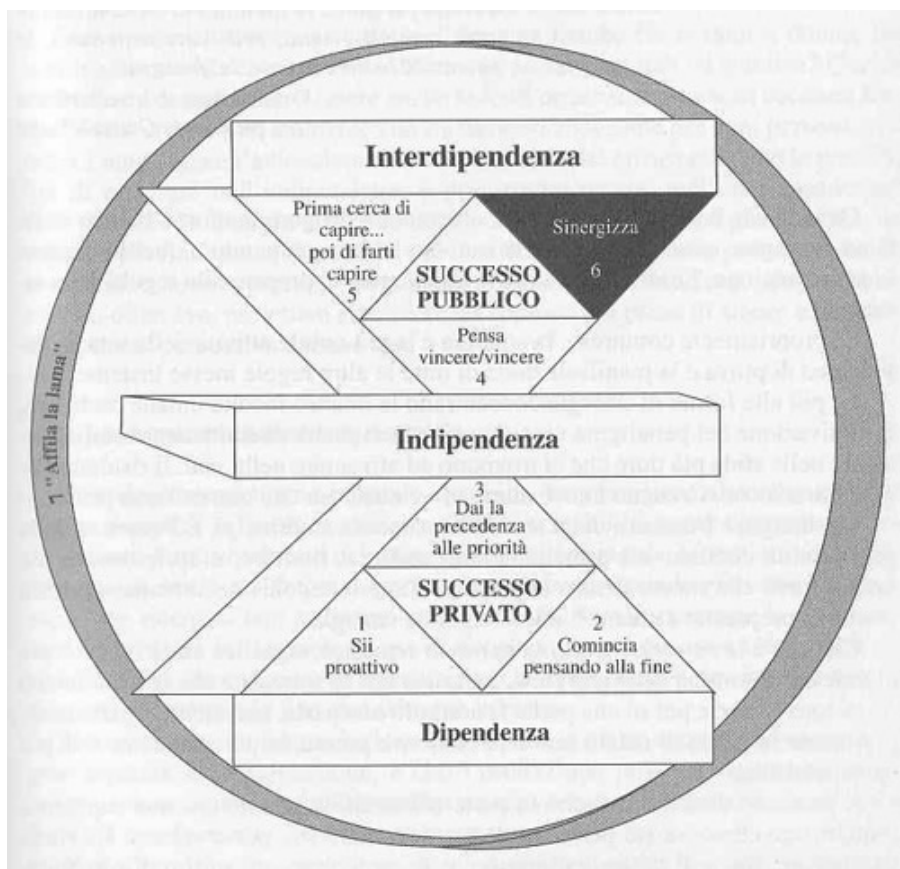 Interdipendenza
Prima cerca di
capire...
poi di farti
capire
5
Sinergizza
6
SUCCESSO
PUBBLICO
Pensa
vincere/vincere
4
7 "Affila la lama"
Indipendenza
3
Dai la
precedenza
alle priorità
SUCCESSO
PRIVATO
1
Sii
proattivo
2
Comincia
pensando alla fine
Dipendenza